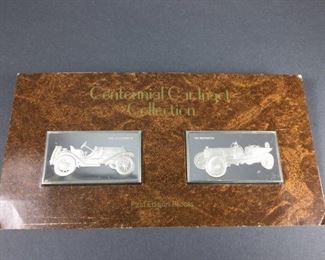 Centennial Car Ingot
Collection
First Edition Proofs